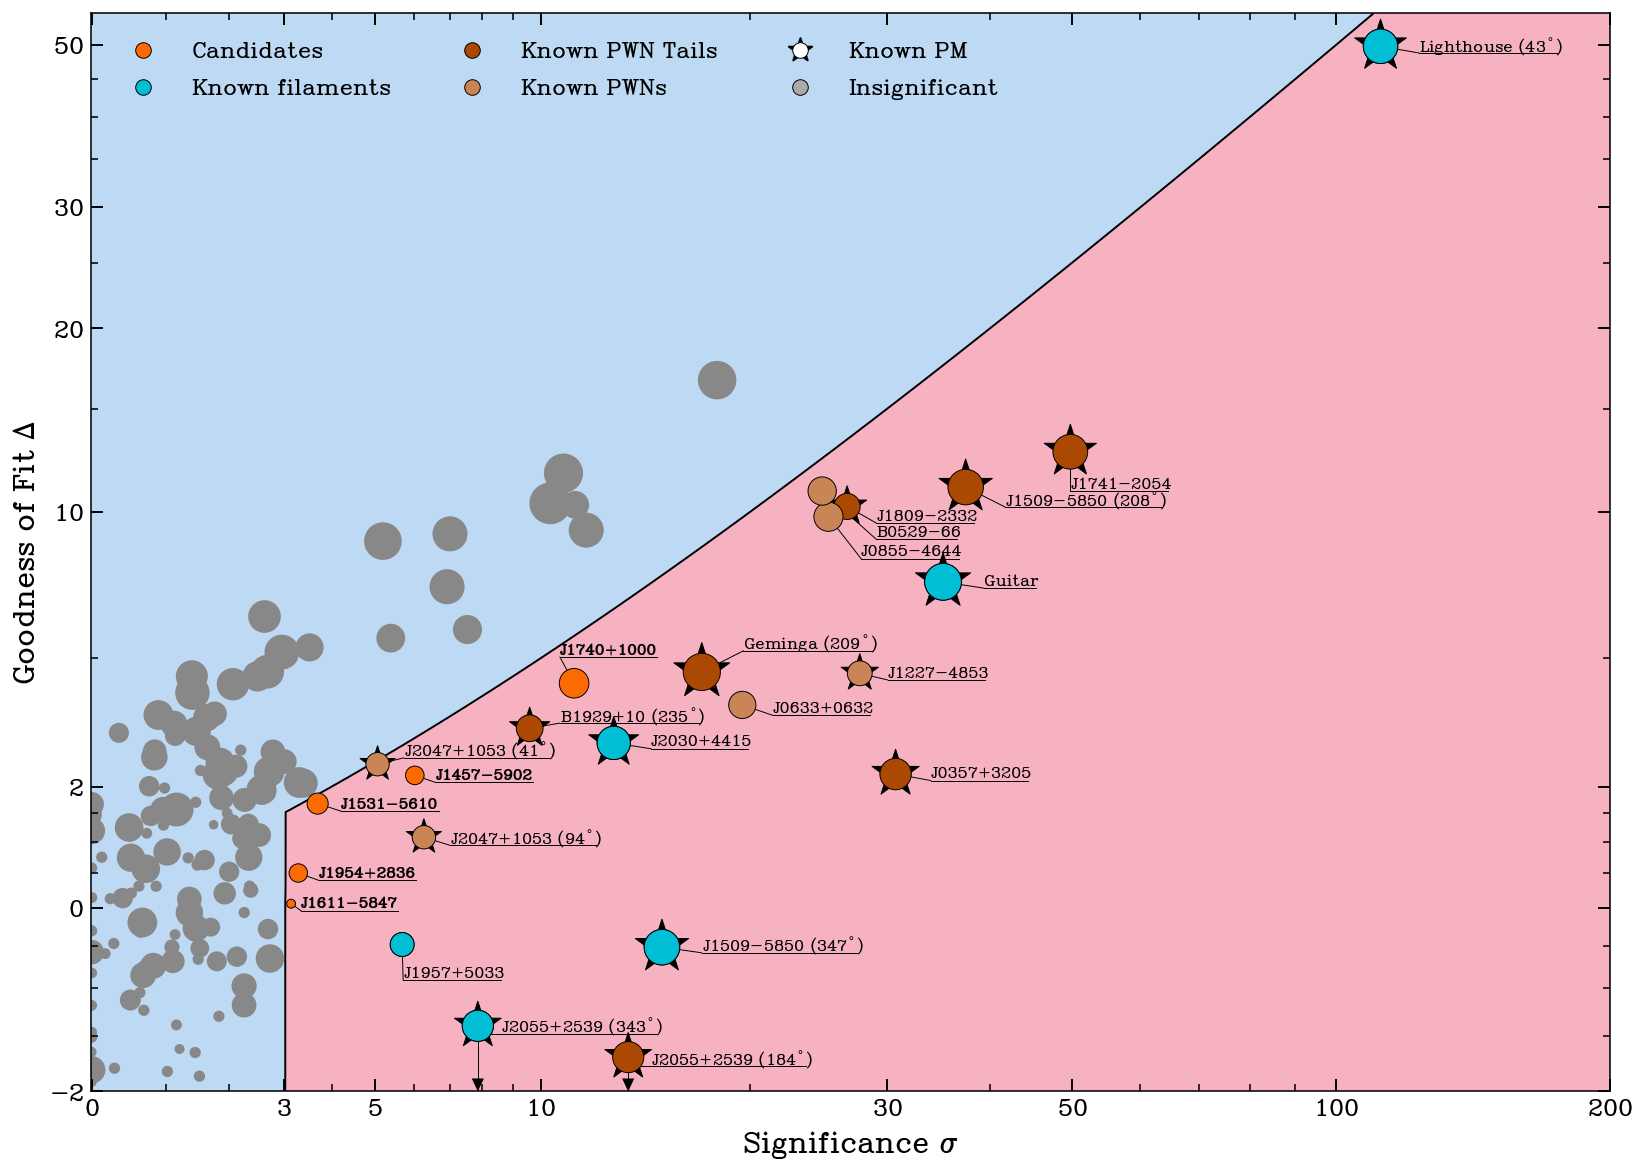 Candidates
Known filaments
Known PWN Tails
Known PWNs
Known PM
Insignificant
Lighthouse (43°)
J1741−2054
J1509−5850 (208°)
J1809−2332
B0529−66
J0855−4644
Guitar
J1740+1000
Geminga (209°)
J1227−4853
J0633+0632
B1929+10 (235°)
J2030+4415
J2047+1053 (41°)
J1457−5902
J0357+3205
J1531−5610
J2047+1053 (94°)
J1954+2836
J1611−5847
J1509−5850 (347°)
J1957+5033
J2055+2539 (343°)
J2055+2539 (184°)
50
30
20
10
2
0
−2
Goodness of Fit Δ
0
3
5
10
30
50
100
200
Significance σ